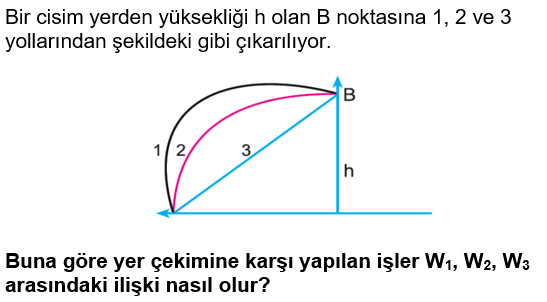 Bir cisim yerden yüksekliği h olan B noktasına 1, 2 ve 3
yollarından şekildeki gibi çıkarılıyor.
B
1 2 3
h
Buna göre yer çekimine karşı yapılan işler W₁, W₂, W₃
arasındaki ilişki nasıl olur?